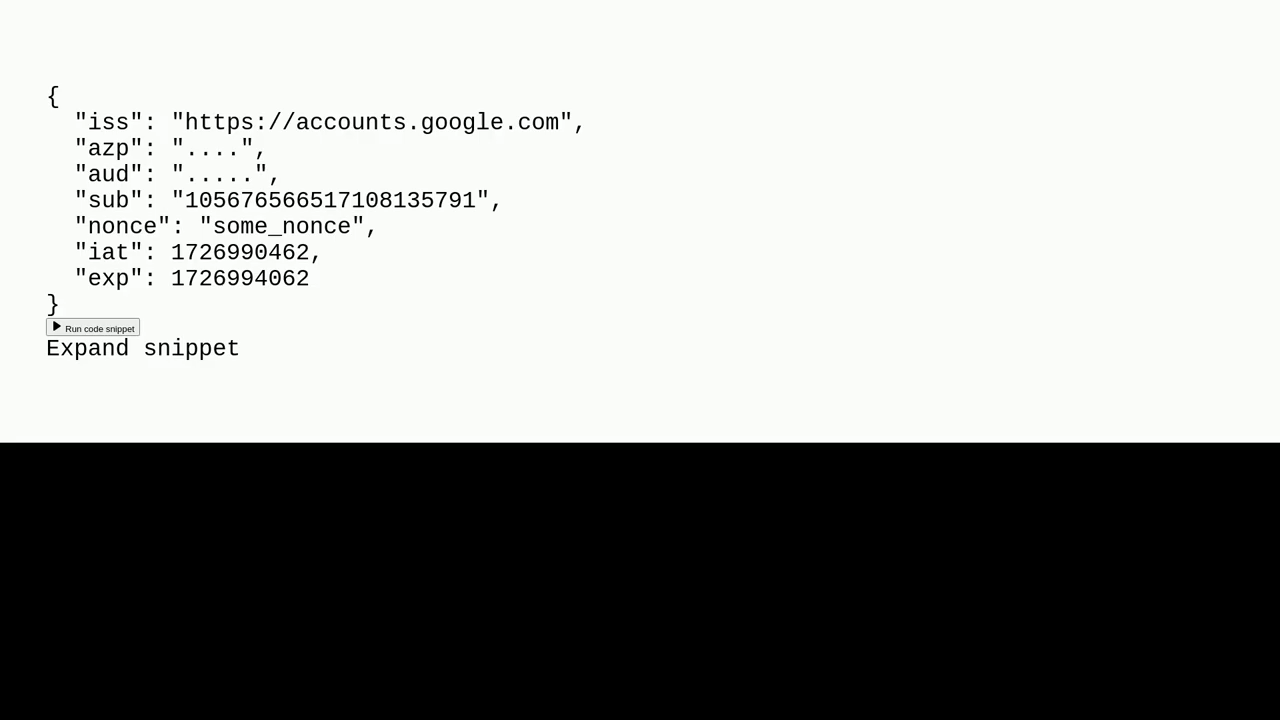 {
  "iss": "https://accounts.google.com",
  "azp": "....",
  "aud": ".....",
  "sub": "105676566517108135791",
  "nonce": "some_nonce",
  "iat": 1726990462,
  "exp": 1726994062
}
Run code snippet
Expand snippet